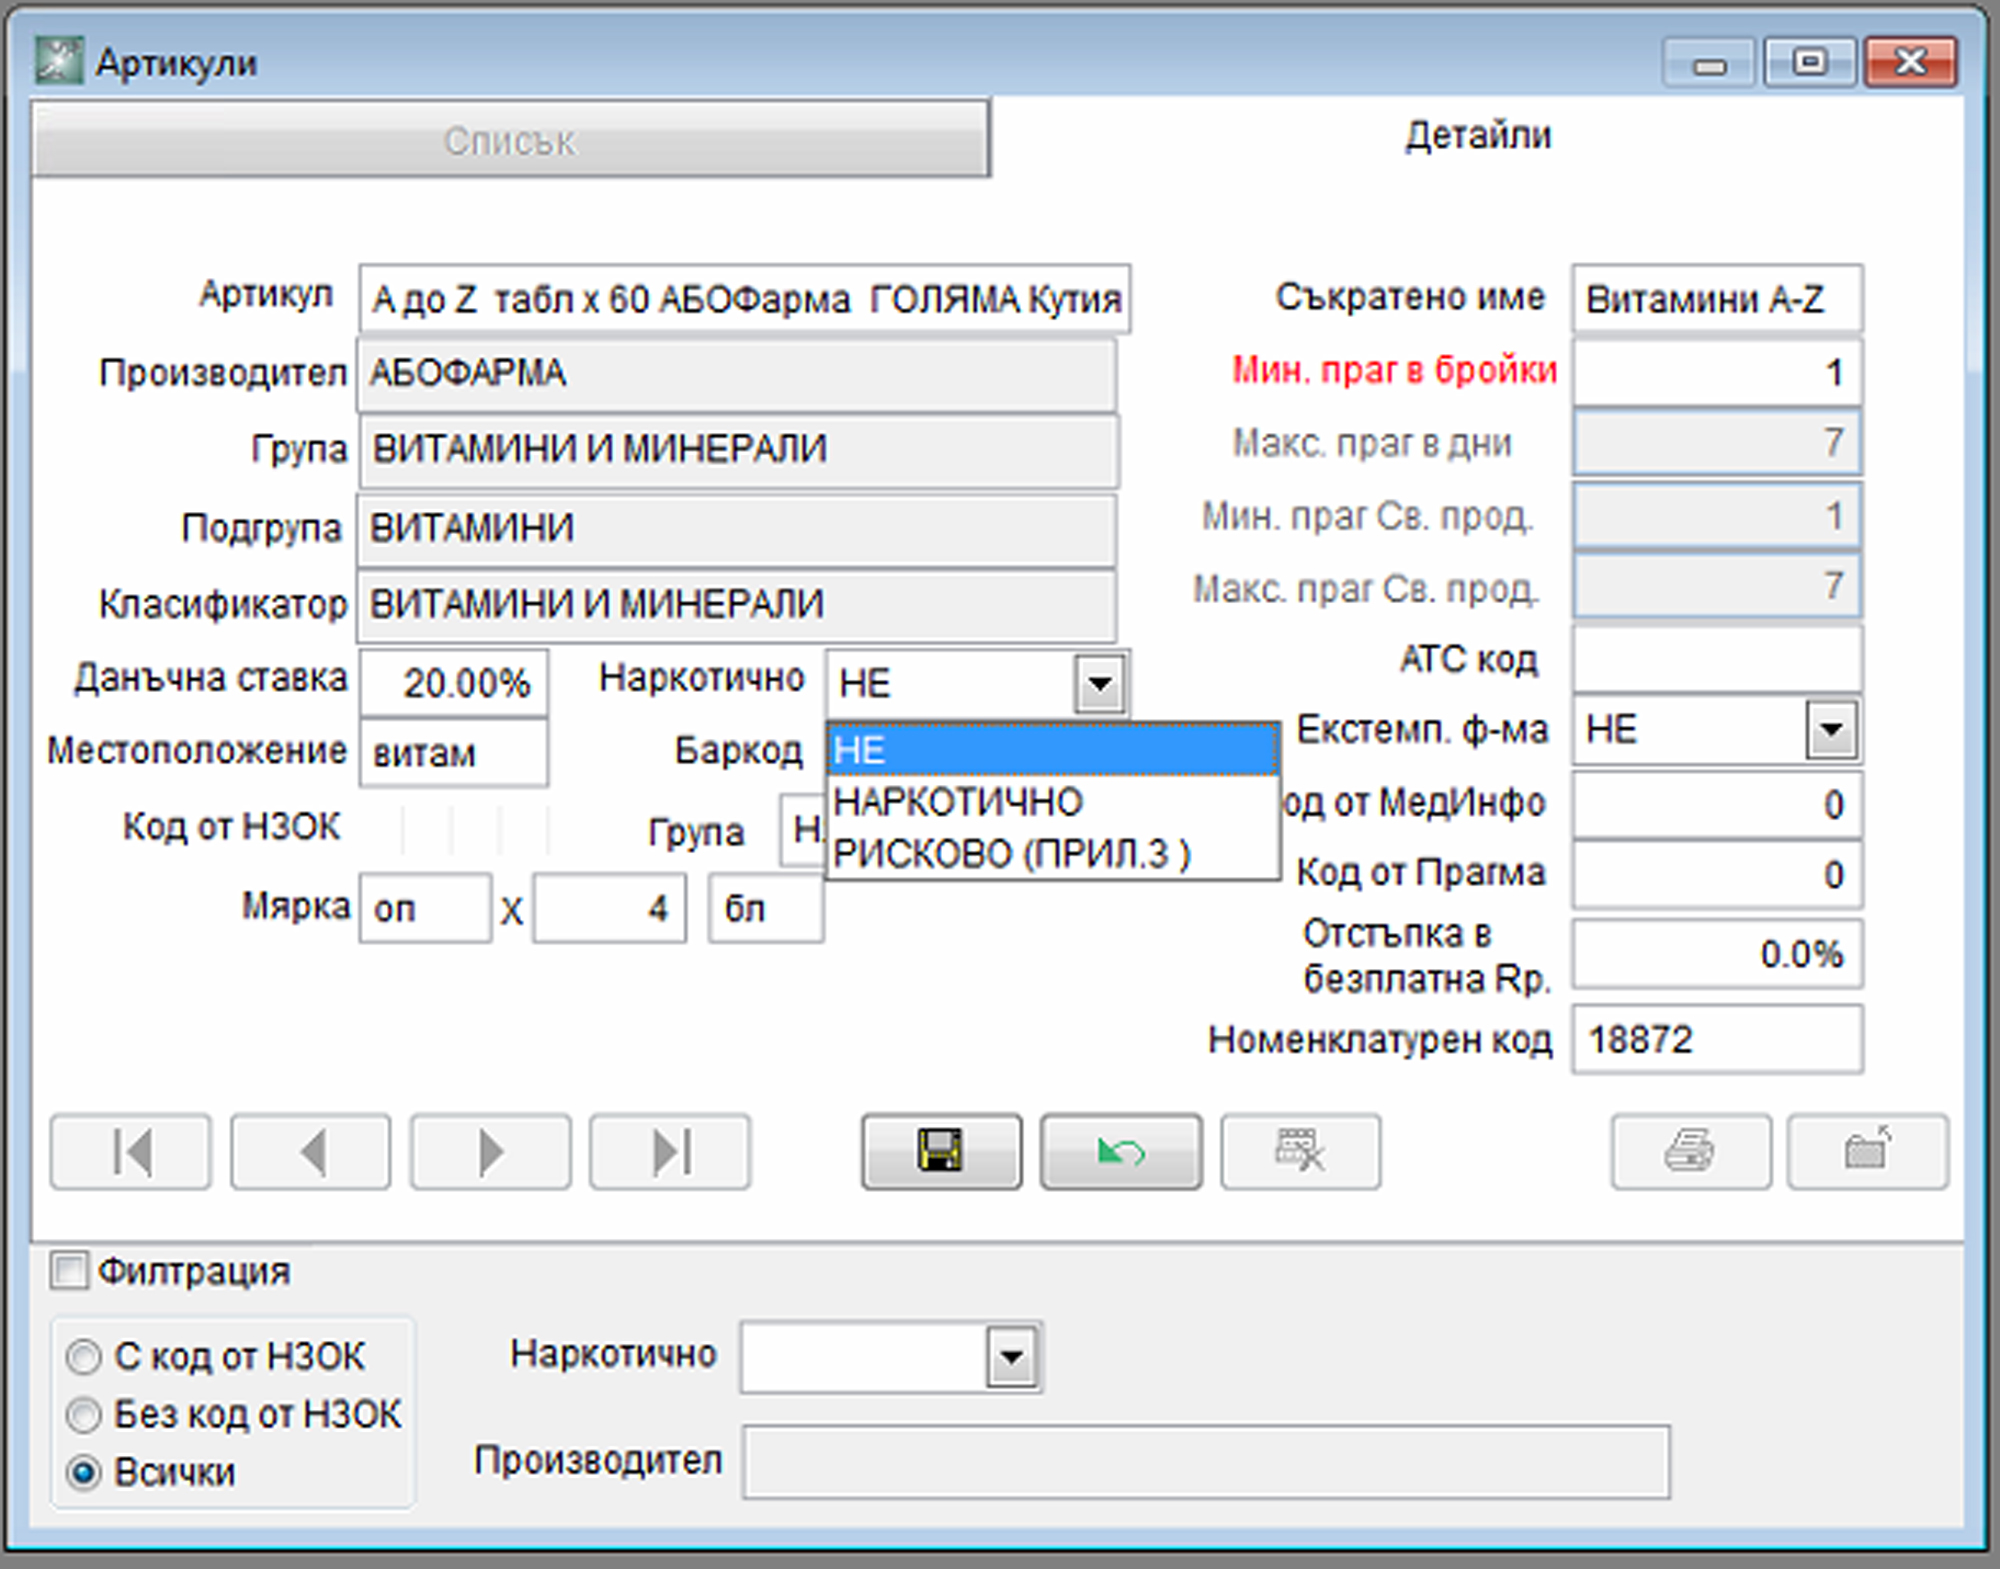 Артикули
Списък
Детайли
Артикул А до Z табл x 60 АБОФарма ГОЛЯМА Кутия
Съкратено име Витамини A-Z
Производител АБОФАРМА
Мин. праг в бройки 1
Група ВИТАМИНИ И МИНЕРАЛИ
Макс. праг в дни 7
Подгрупа ВИТАМИНИ
Мин. праг Св. прод. 1
Класификатор ВИТАМИНИ И МИНЕРАЛИ
Макс. праг Св. прод. 7
Данъчна ставка 20.00% Наркотично НЕ
АТС код
Местоположение витам Баркод
НЕ
НАРКОТИЧНО
РИСКОВО (ПРИЛ.3 )
Екстемп. ф-ма НЕ
Код от НЗОК Група
од от МедИнфо 0
Код от Прагма 0
Мярка оп X 4 бл
Отстъпка в
безплатна Rp. 0.0%
Номенклатурен код 18872
Филтрация
С код от НЗОК
Без код от НЗОК
Всички
Наркотично
Производител